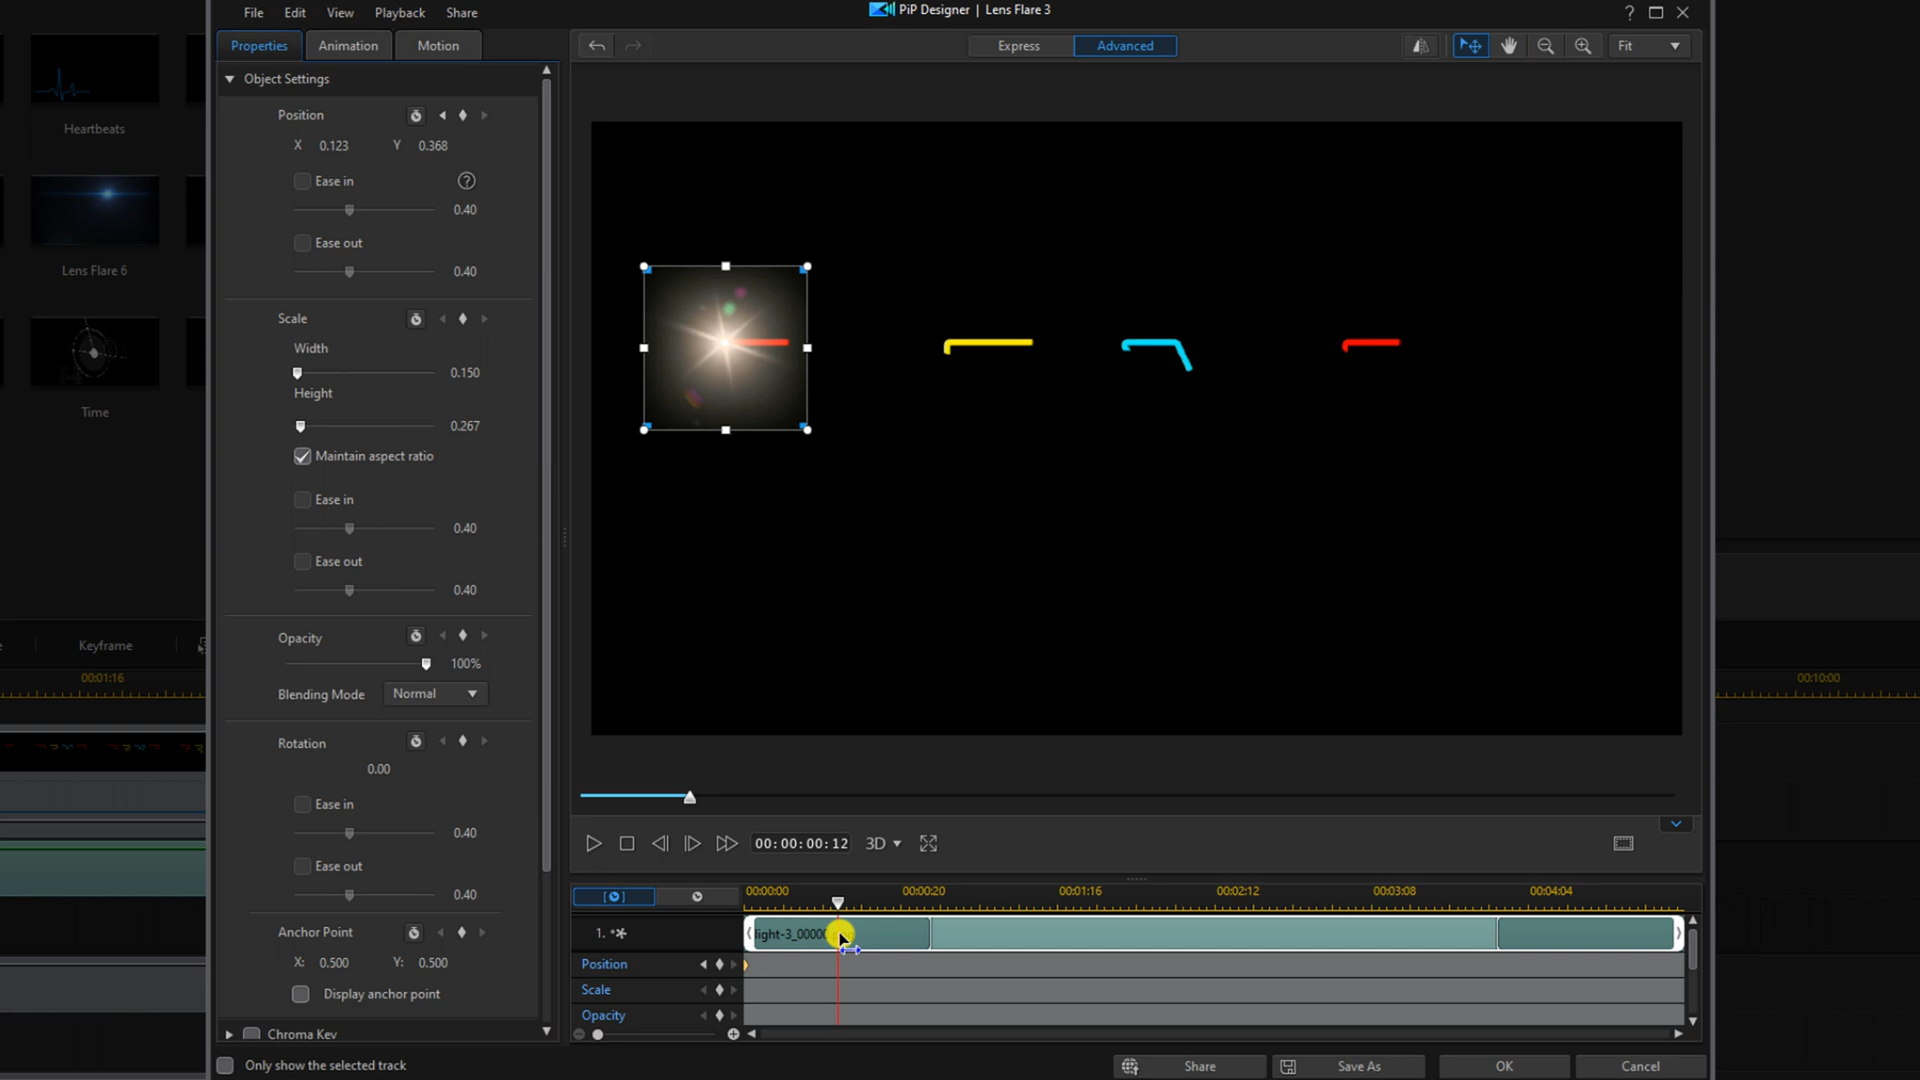 File Edit View Playback Share
PiP Designer | Lens Flare 3
?
Properties Animation Motion
Express Advanced
Fit
Object Settings
Position
X 0.123 Y 0.368
Ease in
?
0.40
Ease out
0.40
Scale
Width
0.150
Height
0.267
Maintain aspect ratio
Ease in
0.40
Ease out
0.40
Opacity
100%
Blending Mode Normal
Rotation
0.00
Ease in
0.40
Ease out
0.40
Anchor Point
X: 0.500 Y: 0.500
Display anchor point
Chroma Key
Only show the selected track
Heartbeats
Lens Flare 6
Time
Keyframe
00:01:16
00:10:00
00:00:00:12 3D
00:00:00 00:00:20 00:01:16 00:02:12 00:03:08 00:04:04
1. *
light-3_00000
Position
Scale
Opacity
Share Save As OK Cancel